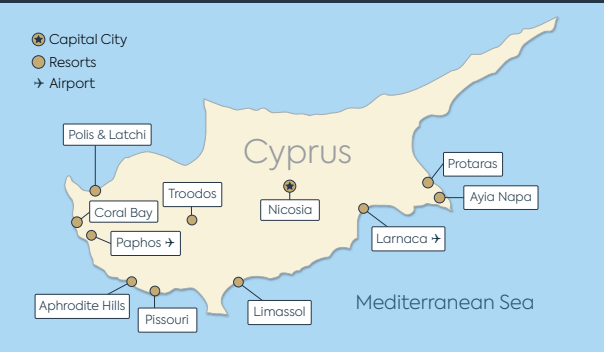 Capital City
Resorts
Airport
Polis & Latchi
Cyprus
Protaras
Troodos
Ayia Napa
Coral Bay
Nicosia
Paphos
Larnaca
Aphrodite Hills
Mediterranean Sea
Limassol
Pissouri